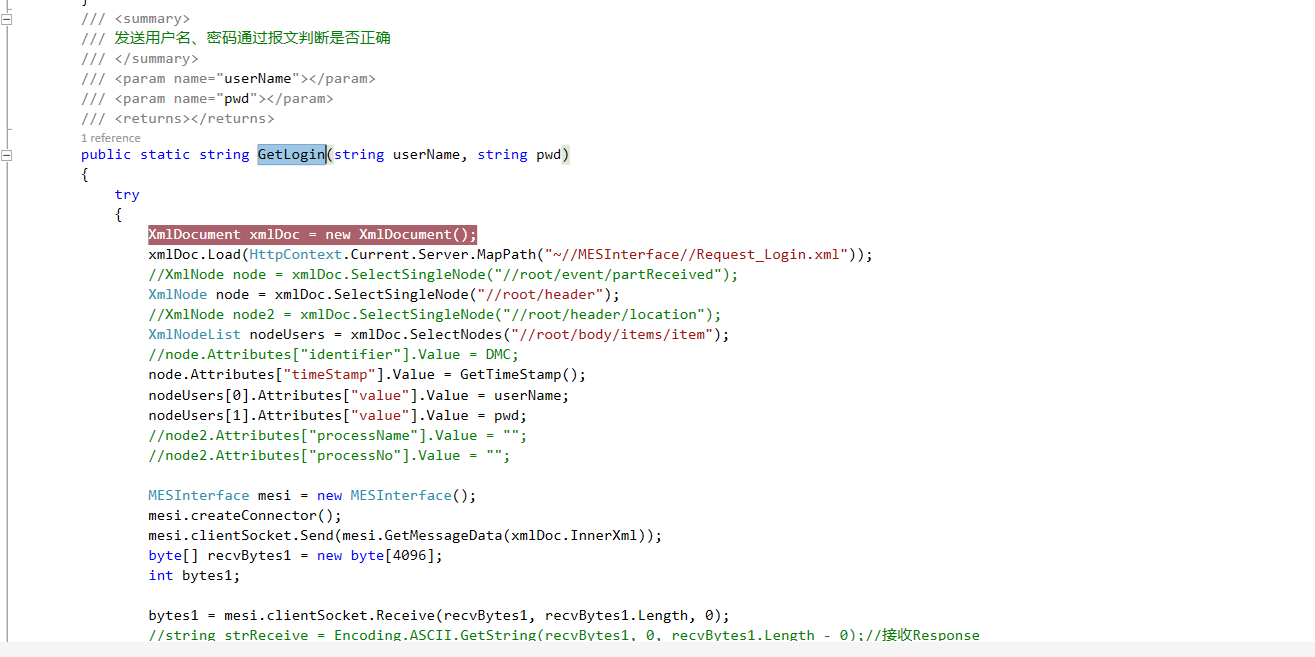 }
/// <summary>
/// 发送用户名、密码通过报文判断是否正确
/// </summary>
/// <param name="userName"></param>
/// <param name="pwd"></param>
/// <returns></returns>
1 reference
public static string GetLogin(string userName, string pwd)
{
try
{
XmlDocument xmlDoc = new XmlDocument();
xmlDoc.Load(HttpContext.Current.Server.MapPath("~//MESInterface//Request_Login.xml"));
//XmlNode node = xmlDoc.SelectSingleNode("//root/event/partReceived");
XmlNode node = xmlDoc.SelectSingleNode("//root/header");
//XmlNode node2 = xmlDoc.SelectSingleNode("//root/header/location");
XmlNodeList nodeUsers = xmlDoc.SelectNodes("//root/body/items/item");
//node.Attributes["identifier"].Value = DMC;
node.Attributes["timeStamp"].Value = GetTimeStamp();
nodeUsers[0].Attributes["value"].Value = userName;
nodeUsers[1].Attributes["value"].Value = pwd;
//node2.Attributes["processName"].Value = "";
//node2.Attributes["processNo"].Value = "";
MESInterface mesi = new MESInterface();
mesi.createConnector();
mesi.clientSocket.Send(mesi.GetMessageData(xmlDoc.InnerXml));
byte[] recvBytes1 = new byte[4096];
int bytes1;
bytes1 = mesi.clientSocket.Receive(recvBytes1, recvBytes1.Length, 0);
//string strReceive = Encoding.ASCII.GetString(recvBytes1, 0, recvBytes1.Length - 0);//接收Response